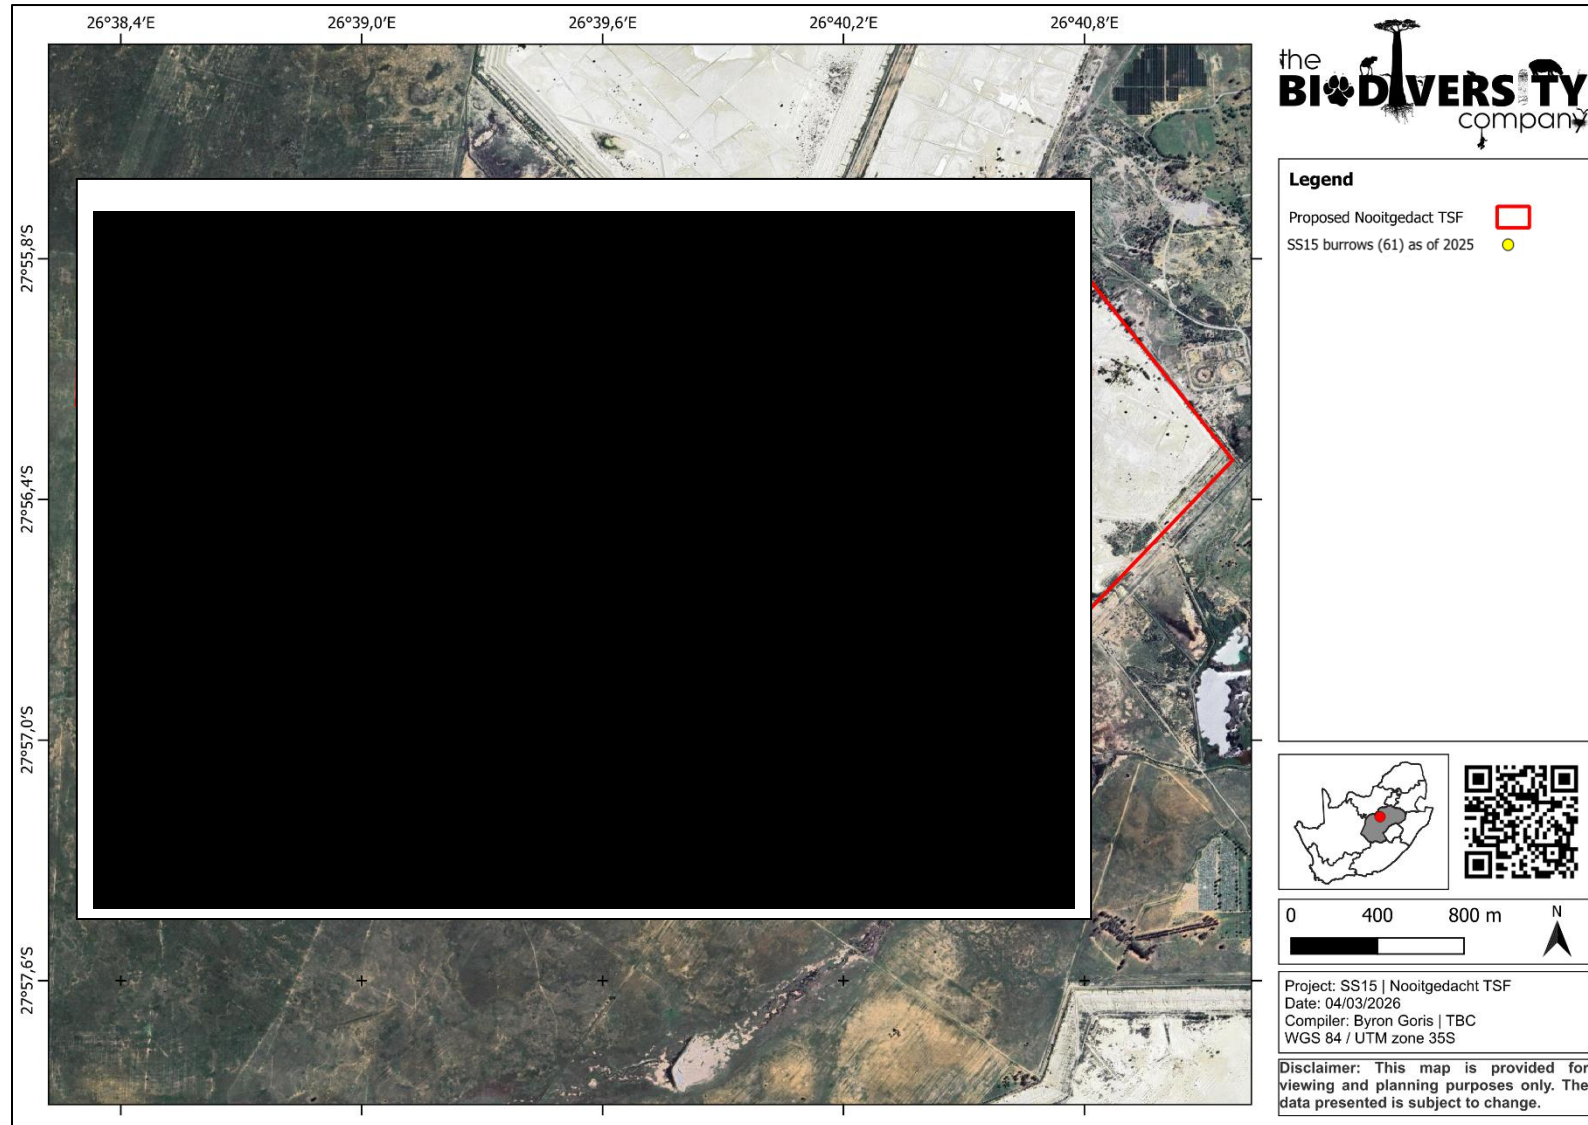 26°38,4'E 26°39,0'E 26°39,6'E 26°40,2'E 26°40,8'E
27°55,8'S
27°56,4'S
27°57,0'S
27°57,6'S
the
BIODIVERSITY
company
Legend
Proposed Nooitgedact TSF
SS15 burrows (61) as of 2025
0 400 800 m
N
Project: SS15 | Nooitgedacht TSF
Date: 04/03/2026
Compiler: Byron Goris | TBC
WGS 84 / UTM zone 35S
Disclaimer: This map is provided for
viewing and planning purposes only. The
data presented is subject to change.